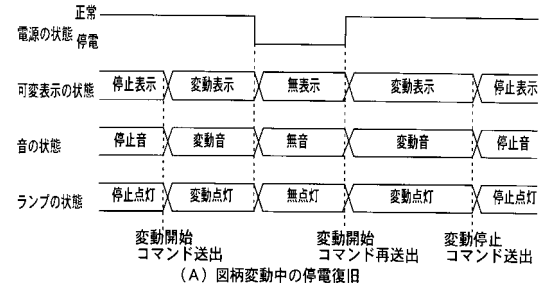 正常
電源の状態
停電
可変表示の状態 停止表示 変動表示 無表示 変動表示 停止表示
音の状態 停止音 変動音 無音 変動音 停止音
ランプの状態 停止点灯 変動点灯 無点灯 変動点灯 停止点灯
変動開始 変動開始 変動停止
コマンド送出 コマンド再送出 コマンド送出
(A) 図柄変動中の停電復旧